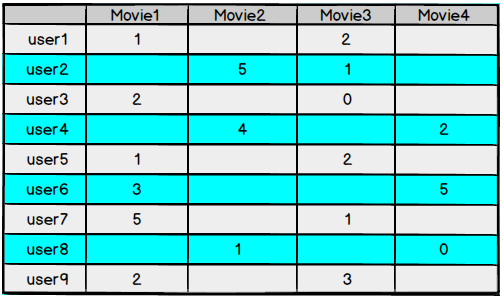 Movie1 Movie2 Movie3 Movie4
user1 1 2
user2 5 1
user3 2 0
user4 4 2
user5 1 2
user6 3 5
user7 5 1
user8 1 0
user9 2 3